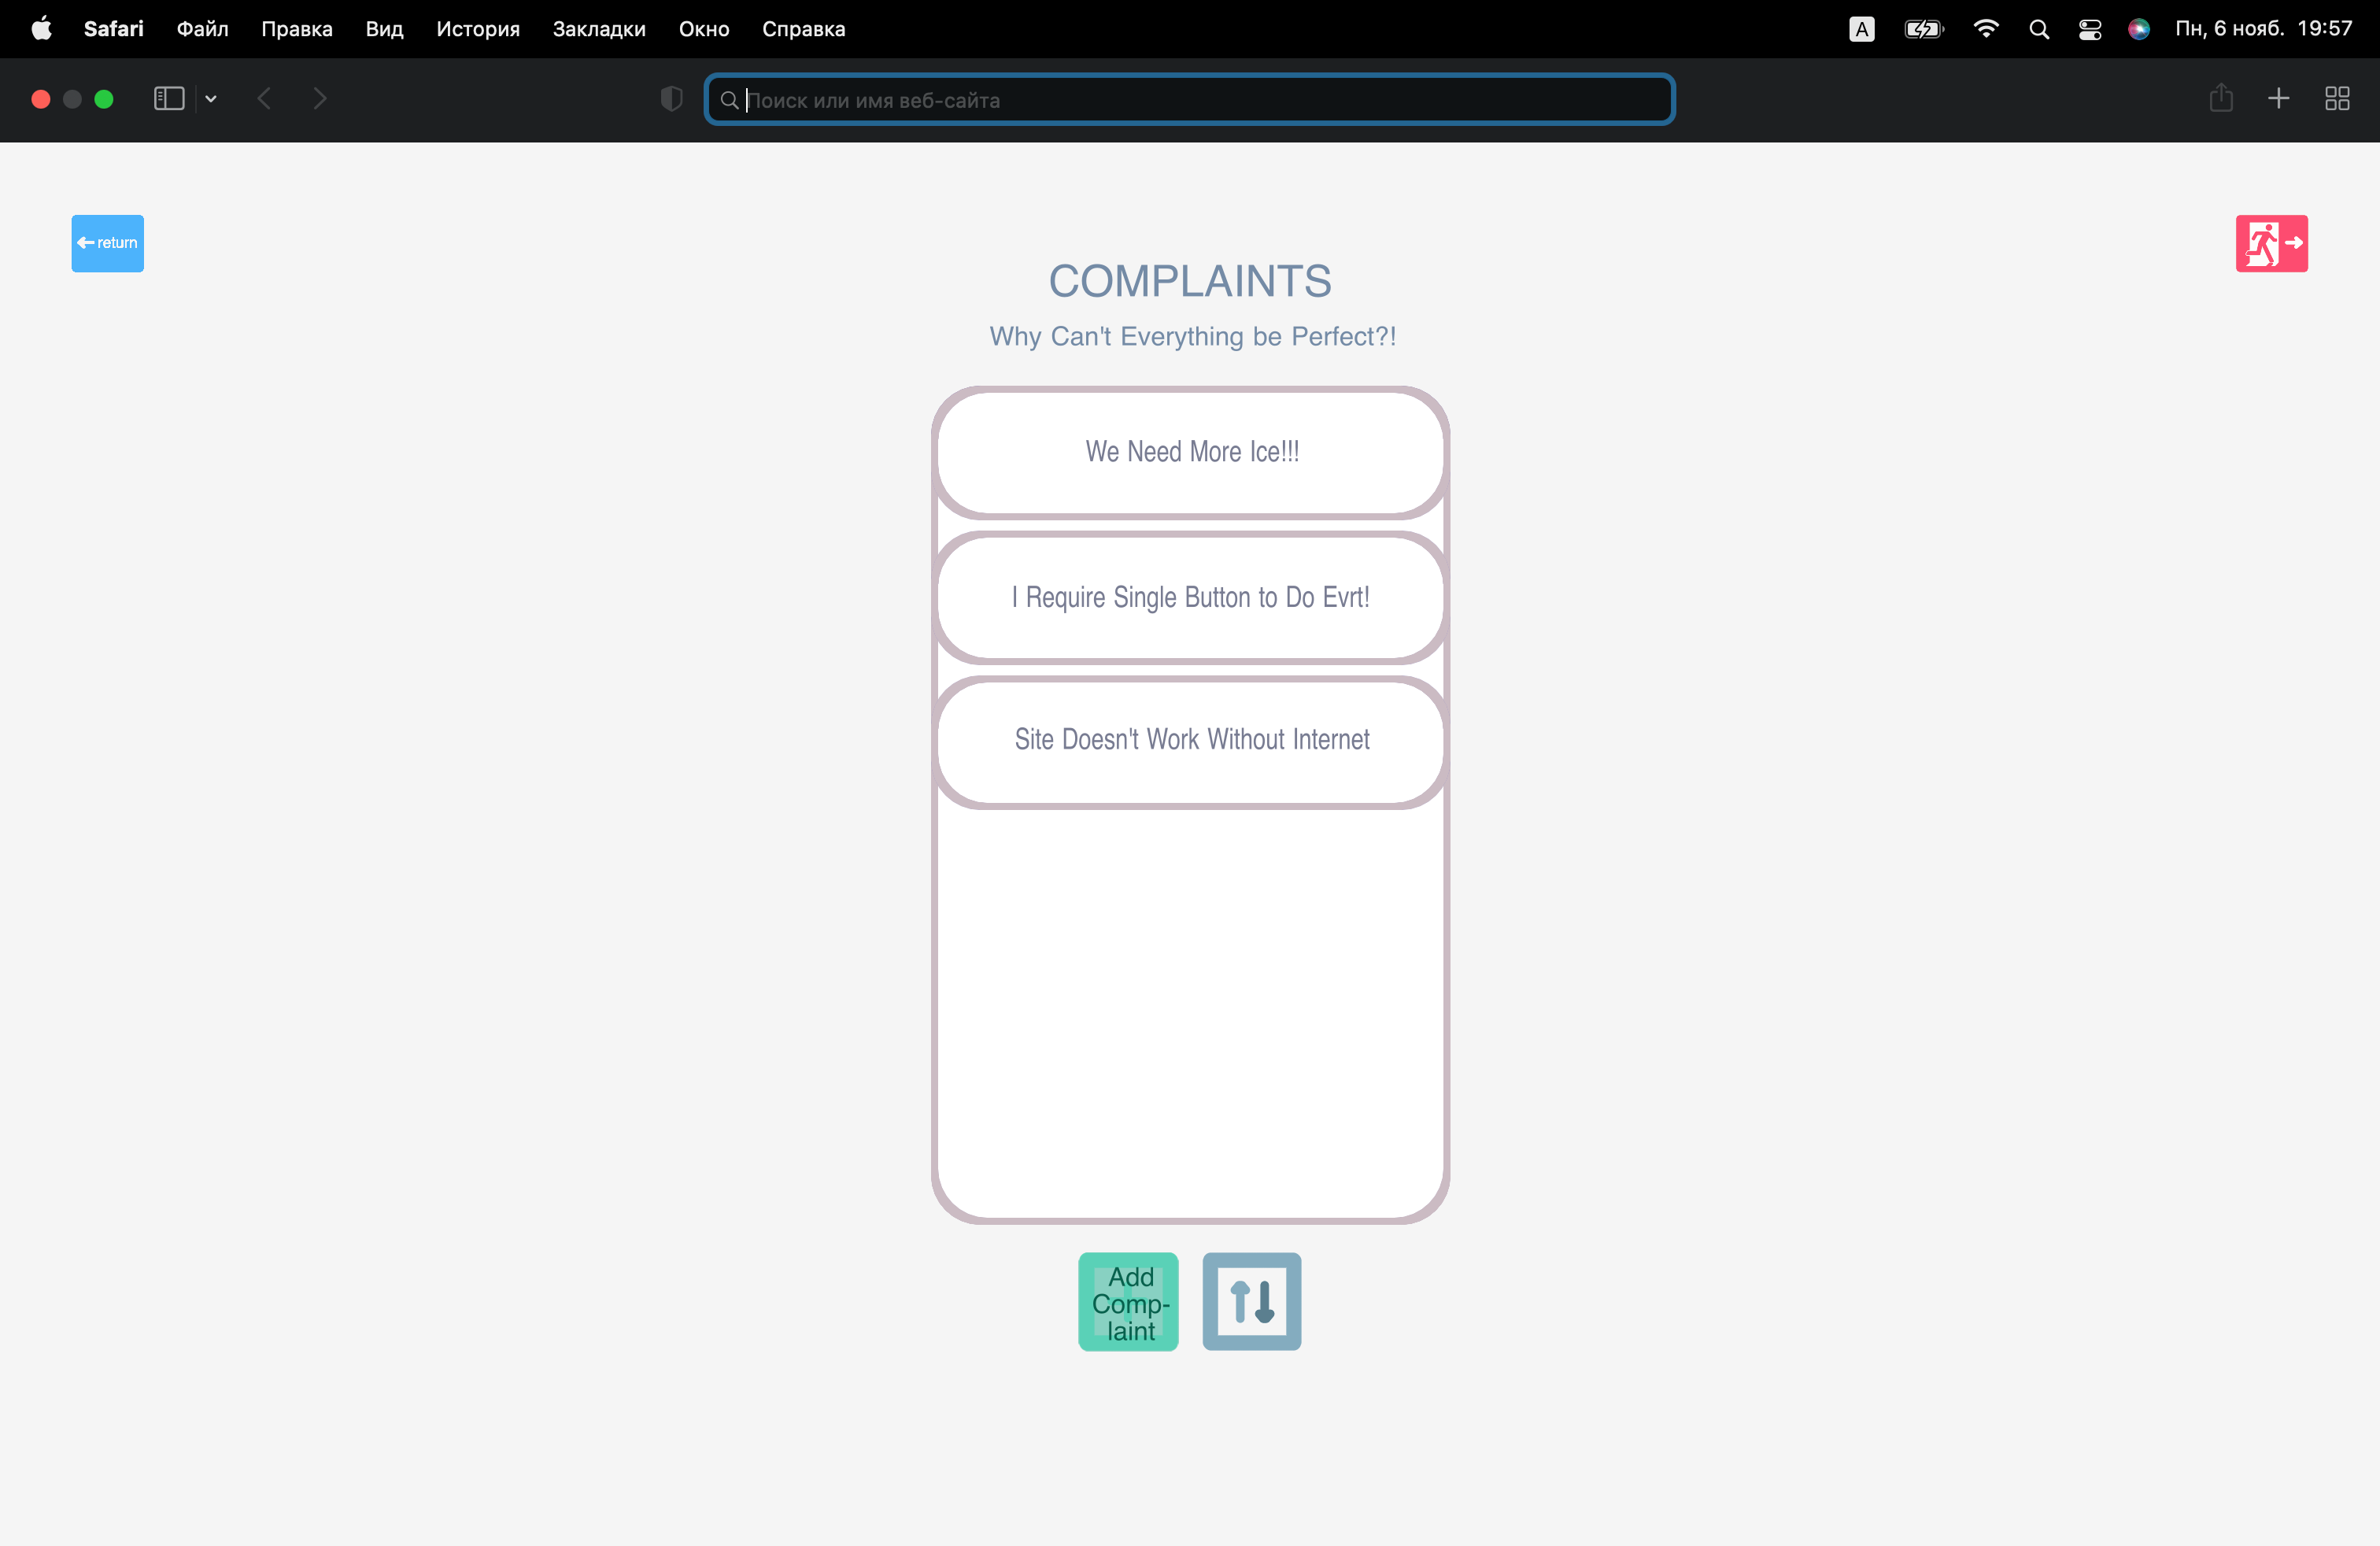 Safari Файл Правка Вид История Закладки Окно Справка A Пн, 6 нояб. 19:57
Поиск или имя веб-сайта
return
COMPLAINTS
Why Can't Everything be Perfect?!
We Need More Ice!!!
I Require Single Button to Do Evrt!
Site Doesn't Work Without Internet
Add
Comp-
laint